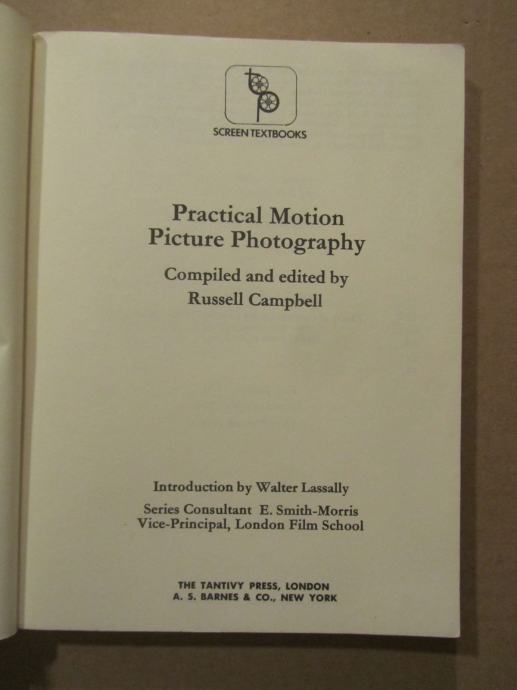 tp
SCREEN TEXTBOOKS
Practical Motion
Picture Photography
Compiled and edited by
Russell Campbell
Introduction by Walter Lassally
Series Consultant E. Smith-Morris
Vice-Principal, London Film School
THE TANTIVY PRESS, LONDON
A. S. BARNES & CO., NEW YORK